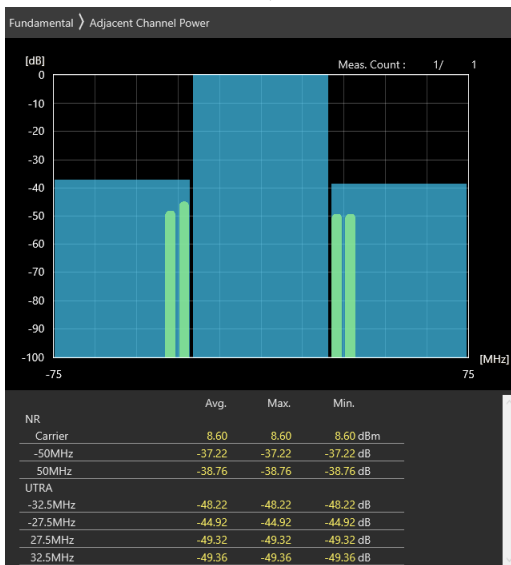 Fundamental 〉 Adjacent Channel Power
[dB]
Meas. Count : 1/ 1
0
-10
-20
-30
-40
-50
-60
-70
-80
-90
-100
[MHz]
-75 75
Avg. Max. Min.
NR
Carrier 8.60 8.60 8.60 dBm
-50MHz -37.22 -37.22 -37.22 dB
50MHz -38.76 -38.76 -38.76 dB
UTRA
-32.5MHz -48.22 -48.22 -48.22 dB
-27.5MHz -44.92 -44.92 -44.92 dB
27.5MHz -49.32 -49.32 -49.32 dB
32.5MHz -49.36 -49.36 -49.36 dB